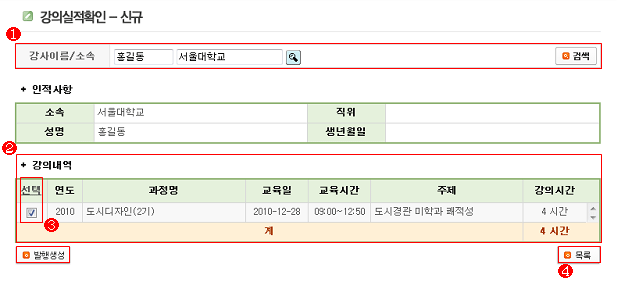 강의실적확인 - 신규
1
강사이름/소속 홍길동 서울대학교 검색
+ 인적사항
소속 서울대학교 직위
성명 홍길동 생년월일
2
+ 강의내역
선택 연도 과정명 교육일 교육시간 주제 강의시간
2010 도시디자인(2기) 2010-12-28 09:00~12:50 도시경관 미학과 쾌적성 4 시간
3
계 4 시간
발행생성 목록
4